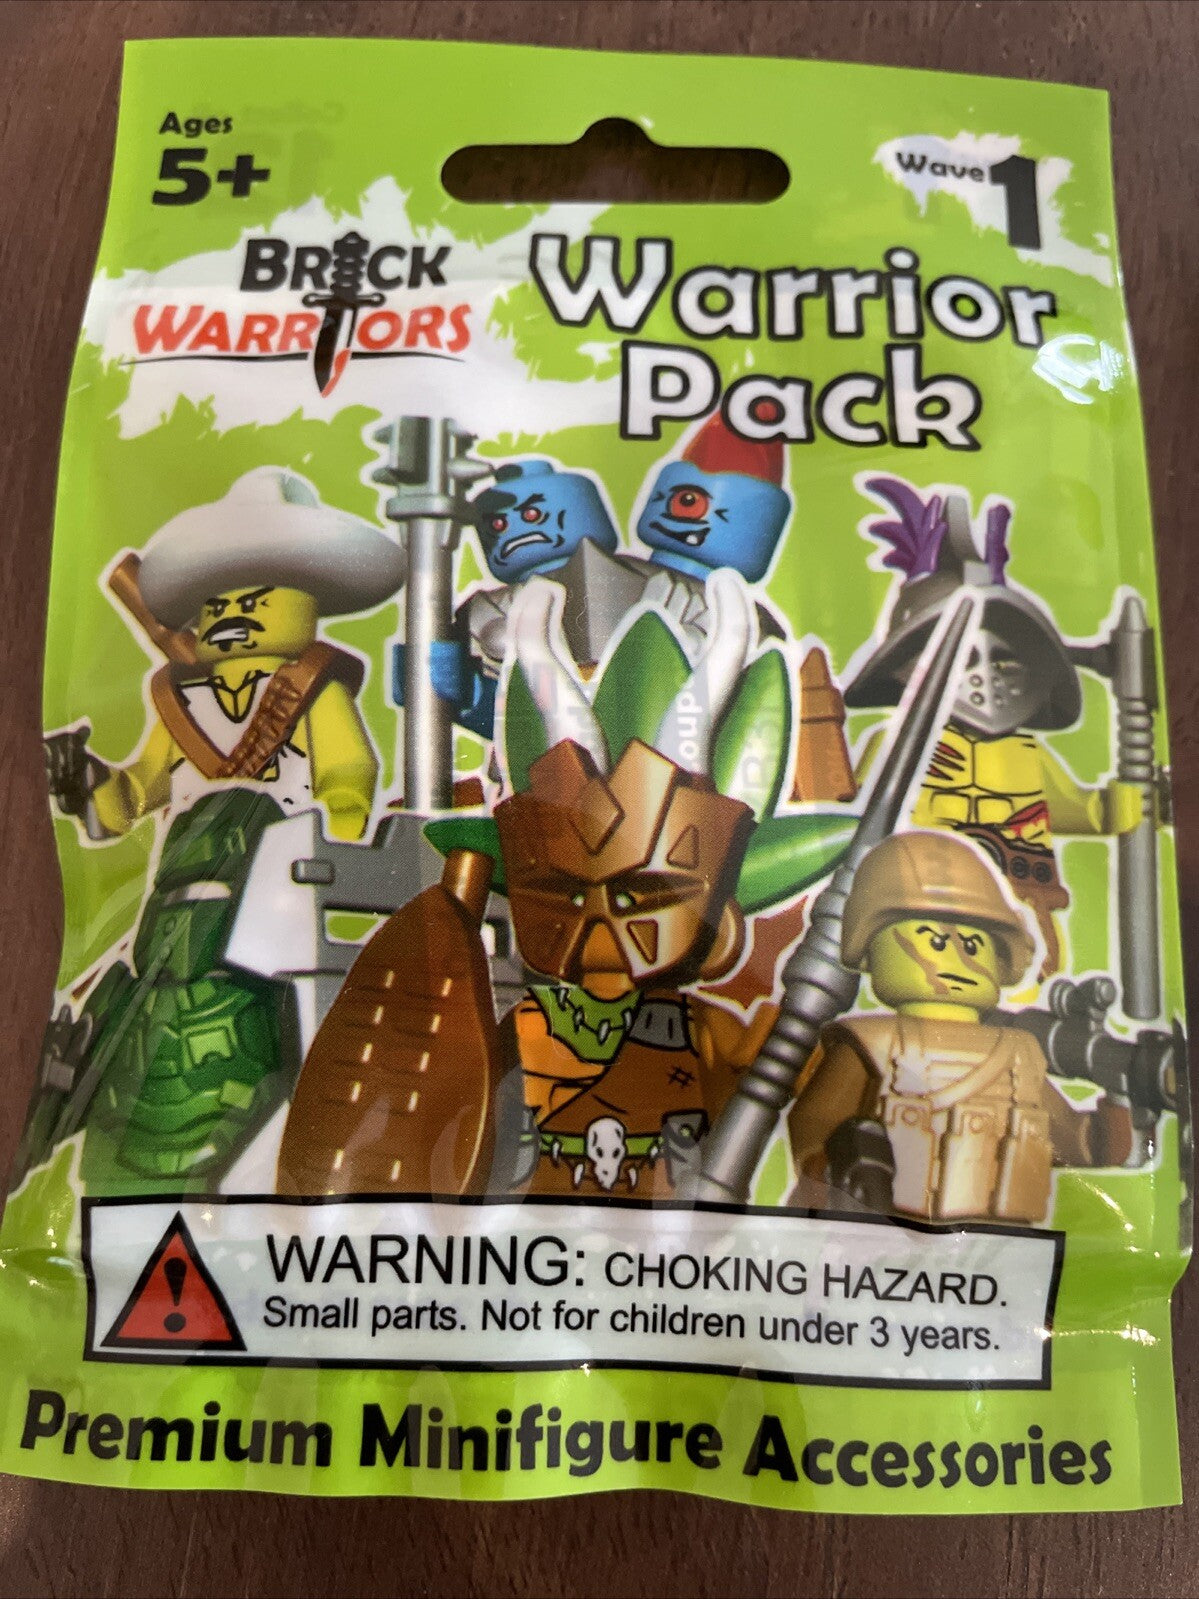 Ages
5+
Wave 1
BRICK
WARRIORS
Warrior
Pack
WARNING: CHOKING HAZARD.
Small parts. Not for children under 3 years.
Premium Minifigure Accessories